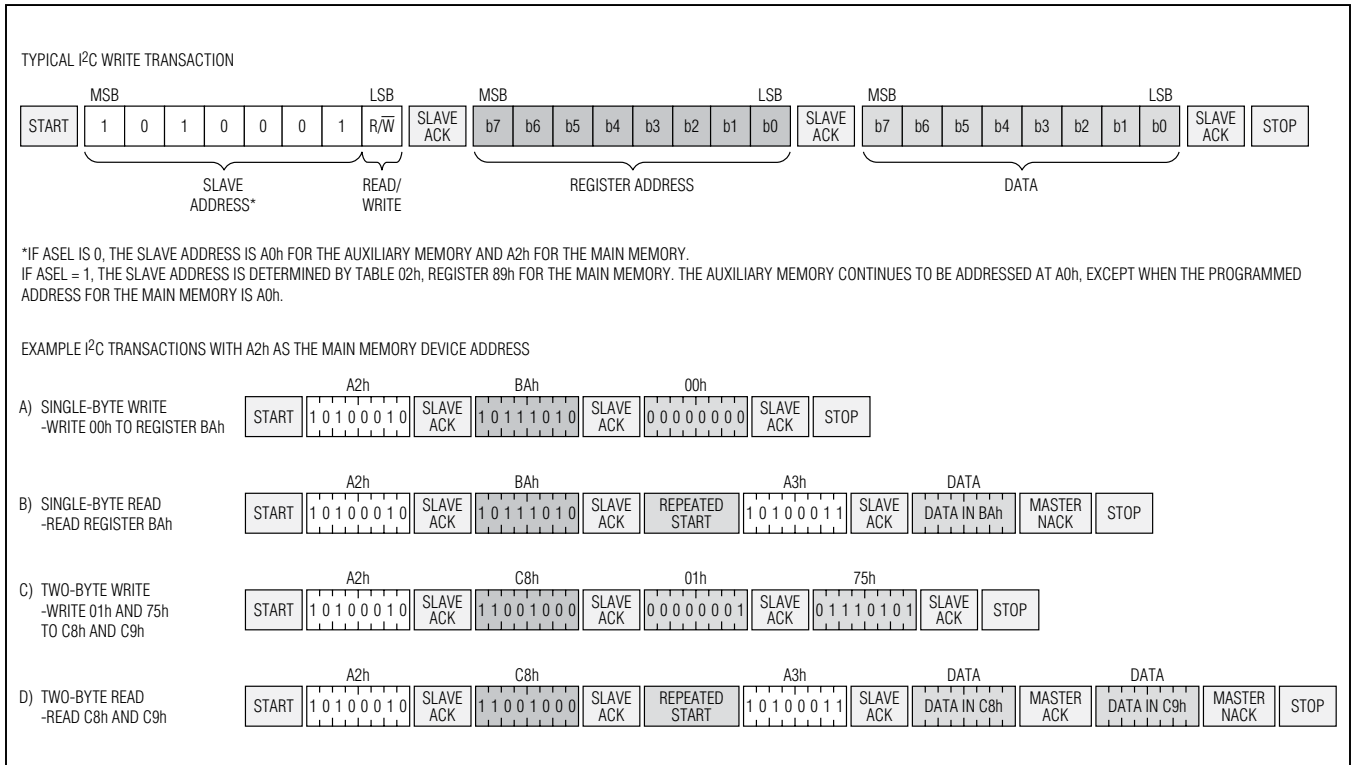 TYPICAL I2C WRITE TRANSACTION
MSB LSB MSB LSB MSB LSB
START 1 0 1 0 0 0 1 R/W̅ SLAVE ACK b7 b6 b5 b4 b3 b2 b1 b0 SLAVE ACK b7 b6 b5 b4 b3 b2 b1 b0 SLAVE ACK STOP
SLAVE ADDRESS* READ/WRITE REGISTER ADDRESS DATA
*IF ASEL IS 0, THE SLAVE ADDRESS IS A0h FOR THE AUXILIARY MEMORY AND A2h FOR THE MAIN MEMORY.
IF ASEL = 1, THE SLAVE ADDRESS IS DETERMINED BY TABLE 02h, REGISTER 89h FOR THE MAIN MEMORY. THE AUXILIARY MEMORY CONTINUES TO BE ADDRESSED AT A0h, EXCEPT WHEN THE PROGRAMMED
ADDRESS FOR THE MAIN MEMORY IS A0h.
EXAMPLE I2C TRANSACTIONS WITH A2h AS THE MAIN MEMORY DEVICE ADDRESS
A2h BAh 00h
A) SINGLE-BYTE WRITE
-WRITE 00h TO REGISTER BAh
START 1 0 1 0 0 0 1 0 SLAVE ACK 1 0 1 1 1 0 1 0 SLAVE ACK 0 0 0 0 0 0 0 0 SLAVE ACK STOP
A2h BAh A3h DATA
B) SINGLE-BYTE READ
-READ REGISTER BAh
START 1 0 1 0 0 0 1 0 SLAVE ACK 1 0 1 1 1 0 1 0 SLAVE ACK REPEATED START 1 0 1 0 0 0 1 1 SLAVE ACK DATA IN BAh MASTER NACK STOP
A2h C8h 01h 75h
C) TWO-BYTE WRITE
-WRITE 01h AND 75h
TO C8h AND C9h
START 1 0 1 0 0 0 1 0 SLAVE ACK 1 1 0 0 1 0 0 0 SLAVE ACK 0 0 0 0 0 0 0 1 SLAVE ACK 0 1 1 1 0 1 0 1 SLAVE ACK STOP
A2h C8h A3h DATA DATA
D) TWO-BYTE READ
-READ C8h AND C9h
START 1 0 1 0 0 0 1 0 SLAVE ACK 1 1 0 0 1 0 0 0 SLAVE ACK REPEATED START 1 0 1 0 0 0 1 1 SLAVE ACK DATA IN C8h MASTER ACK DATA IN C9h MASTER NACK STOP